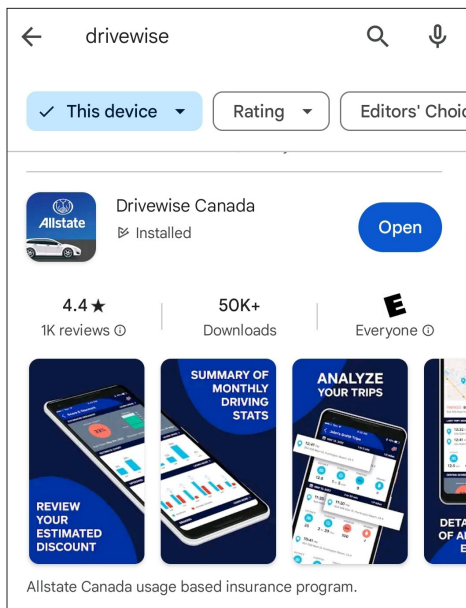 drivewise
This device
Rating
Editors' Choic
Allstate
Drivewise Canada
Installed
Open
4.4★
1K reviews
50K+
Downloads
E
Everyone
REVIEW
YOUR
ESTIMATED
DISCOUNT
SUMMARY OF
MONTHLY
DRIVING
STATS
ANALYZE
YOUR TRIPS
DETA
OF A
E
Allstate Canada usage based insurance program.